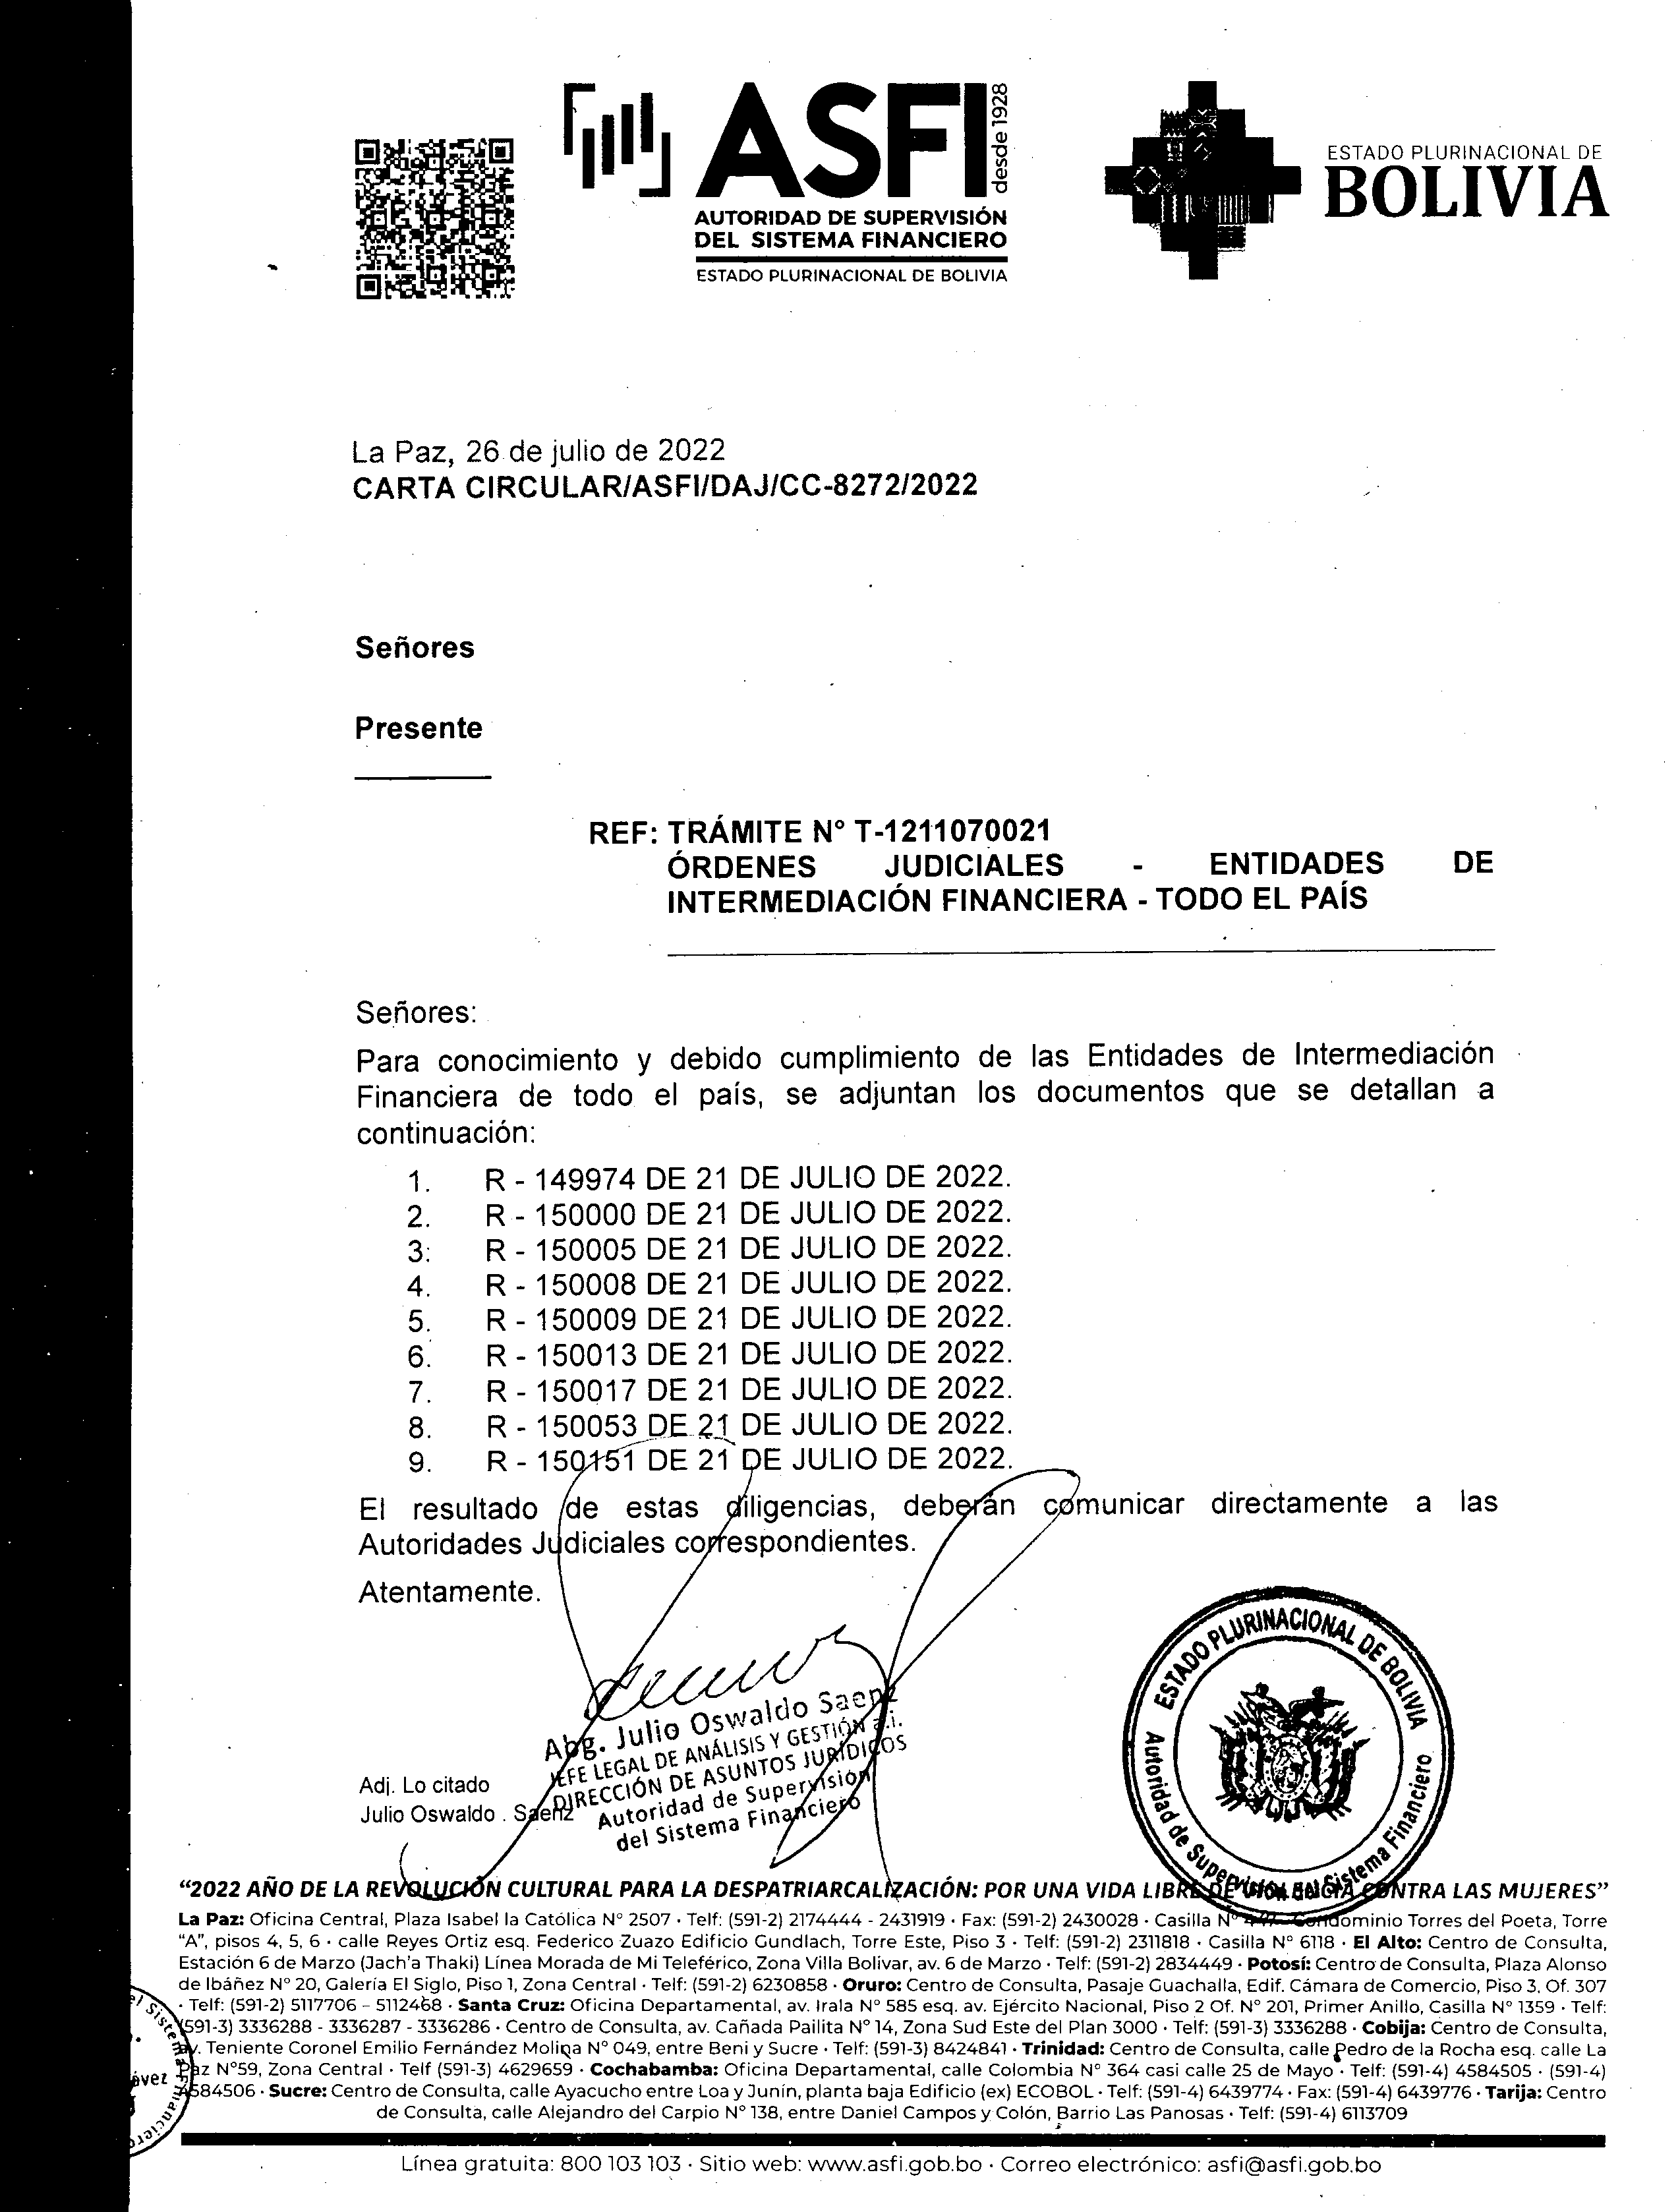 ASFI
desde 1928
AUTORIDAD DE SUPERVISIÓN
DEL SISTEMA FINANCIERO
ESTADO PLURINACIONAL DE BOLIVIA
ESTADO PLURINACIONAL DE
BOLIVIA
La Paz, 26 de julio de 2022
CARTA CIRCULAR/ASFI/DAJ/CC-8272/2022
Señores
Presente
REF: TRÁMITE N° T-1211070021
ÓRDENES JUDICIALES - ENTIDADES DE
INTERMEDIACIÓN FINANCIERA - TODO EL PAÍS
Señores:
Para conocimiento y debido cumplimiento de las Entidades de Intermediación
Financiera de todo el país, se adjuntan los documentos que se detallan a
continuación:
1. R - 149974 DE 21 DE JULIO DE 2022.
2. R - 150000 DE 21 DE JULIO DE 2022.
3. R - 150005 DE 21 DE JULIO DE 2022.
4. R - 150008 DE 21 DE JULIO DE 2022.
5. R - 150009 DE 21 DE JULIO DE 2022.
6. R - 150013 DE 21 DE JULIO DE 2022.
7. R - 150017 DE 21 DE JULIO DE 2022.
8. R - 150053 DE 21 DE JULIO DE 2022.
9. R - 150151 DE 21 DE JULIO DE 2022.
El resultado de estas diligencias, deberán comunicar directamente a las
Autoridades Judiciales correspondientes.
Atentamente.
Abg. Julio Oswaldo Saenz
JEFE LEGAL DE ANÁLISIS Y GESTIÓN a.i.
DIRECCIÓN DE ASUNTOS JURÍDICOS
Autoridad de Supervisión
del Sistema Financiero
ESTADO PLURINACIONAL DE BOLIVIA
Autoridad de Supervisión del Sistema Financiero
Adj. Lo citado
Julio Oswaldo . Saenz
“2022 AÑO DE LA REVOLUCIÓN CULTURAL PARA LA DESPATRIARCALIZACIÓN: POR UNA VIDA LIBRE DE VIOLENCIA CONTRA LAS MUJERES”
La Paz: Oficina Central, Plaza Isabel la Católica N° 2507 · Telf: (591-2) 2174444 - 2431919 · Fax: (591-2) 2430028 · Casilla N° Condominio Torres del Poeta, Torre
“A”, pisos 4, 5, 6 · calle Reyes Ortiz esq. Federico Zuazo Edificio Gundlach, Torre Este, Piso 3 · Telf: (591-2) 2311818 · Casilla N° 6118 · El Alto: Centro de Consulta,
Estación 6 de Marzo (Jach'a Thaki) Línea Morada de Mi Teleférico, Zona Villa Bolivar, av. 6 de Marzo · Telf: (591-2) 2834449 · Potosí: Centro de Consulta, Plaza Alonso
de Ibáñez N° 20, Galería El Siglo, Piso 1, Zona Central · Telf: (591-2) 6230858 · Oruro: Centro de Consulta, Pasaje Guachalla, Edif. Cámara de Comercio, Piso 3, Of. 307
· Telf: (591-2) 5117706 – 5112468 · Santa Cruz: Oficina Departamental, av. Irala N° 585 esq. av. Ejército Nacional, Piso 2 Of. N° 201, Primer Anillo, Casilla N° 1359 · Telf:
(591-3) 3336288 - 3336287 - 3336286 · Centro de Consulta, av. Cañada Pailita N° 14, Zona Sud Este del Plan 3000 · Telf: (591-3) 3336288 · Cobija: Centro de Consulta,
av. Teniente Coronel Emilio Fernández Molina N° 049, entre Beni y Sucre · Telf: (591-3) 8424841 · Trinidad: Centro de Consulta, calle Pedro de la Rocha esq. calle La
Paz N°59, Zona Central · Telf (591-3) 4629659 · Cochabamba: Oficina Departamental, calle Colombia N° 364 casi calle 25 de Mayo · Telf: (591-4) 4584505 · (591-4)
4584506 · Sucre: Centro de Consulta, calle Ayacucho entre Loa y Junín, planta baja Edificio (ex) ECOBOL · Telf: (591-4) 6439774 · Fax: (591-4) 6439776 · Tarija: Centro
de Consulta, calle Alejandro del Carpio N° 138, entre Daniel Campos y Colón, Barrio Las Panosas · Telf: (591-4) 6113709
Línea gratuita: 800 103 103 · Sitio web: www.asfi.gob.bo · Correo electrónico: asfi@asfi.gob.bo